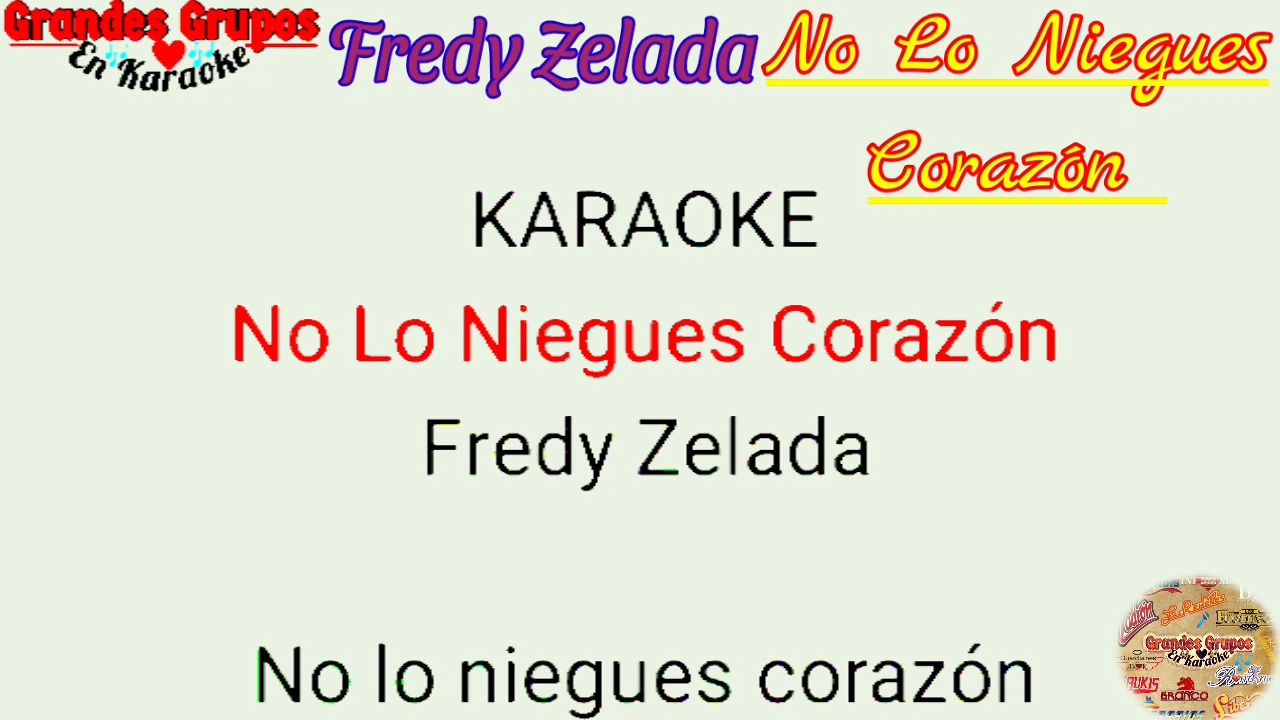 Grandes Grupos
En Karaoke
Fredy Zelada
No Lo Niegues
Corazón
KARAOKE
No Lo Niegues Corazón
Fredy Zelada
No lo niegues corazón
Grandes Grupos
En Karaoke
BRONCO